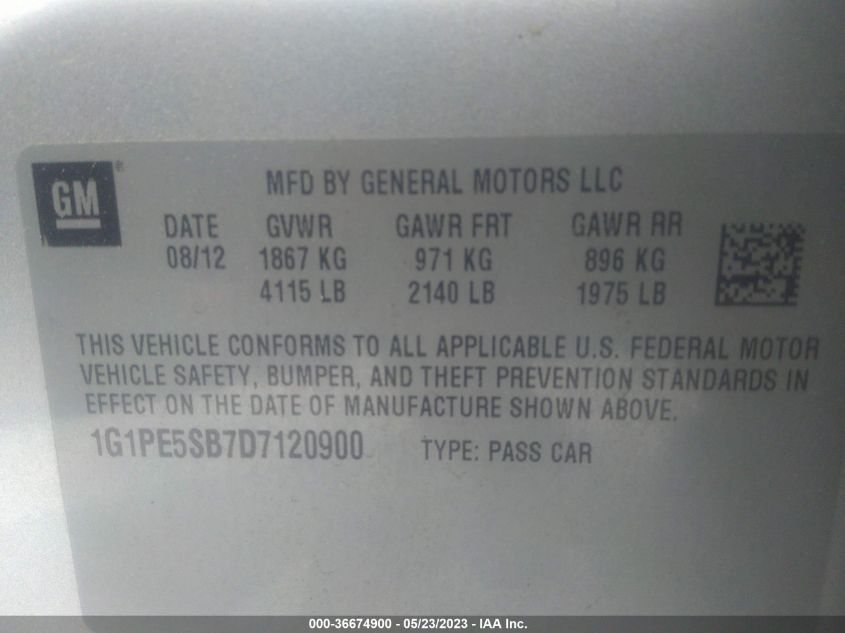 GM ®
MFD BY GENERAL MOTORS LLC
DATE GVWR GAWR FRT GAWR RR
08/12 1867 KG 971 KG 896 KG
4115 LB 2140 LB 1975 LB
THIS VEHICLE CONFORMS TO ALL APPLICABLE U.S. FEDERAL MOTOR
VEHICLE SAFETY, BUMPER, AND THEFT PREVENTION STANDARDS IN
EFFECT ON THE DATE OF MANUFACTURE SHOWN ABOVE.
1G1PE5SB7D7120900 TYPE: PASS CAR
000-36674900 - 05/23/2023 - IAA Inc.